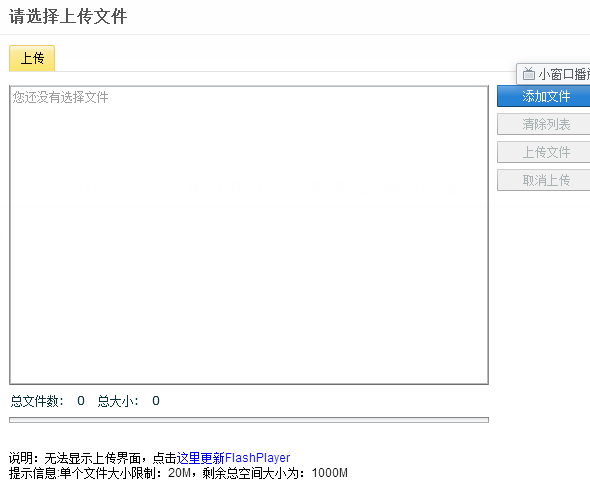 请选择上传文件
上传
小窗口播
您还没有选择文件
添加文件
清除列表
上传文件
取消上传
总文件数： 0 总大小： 0
说明：无法显示上传界面，点击这里更新FlashPlayer
提示信息:单个文件大小限制：20M，剩余总空间大小为：1000M